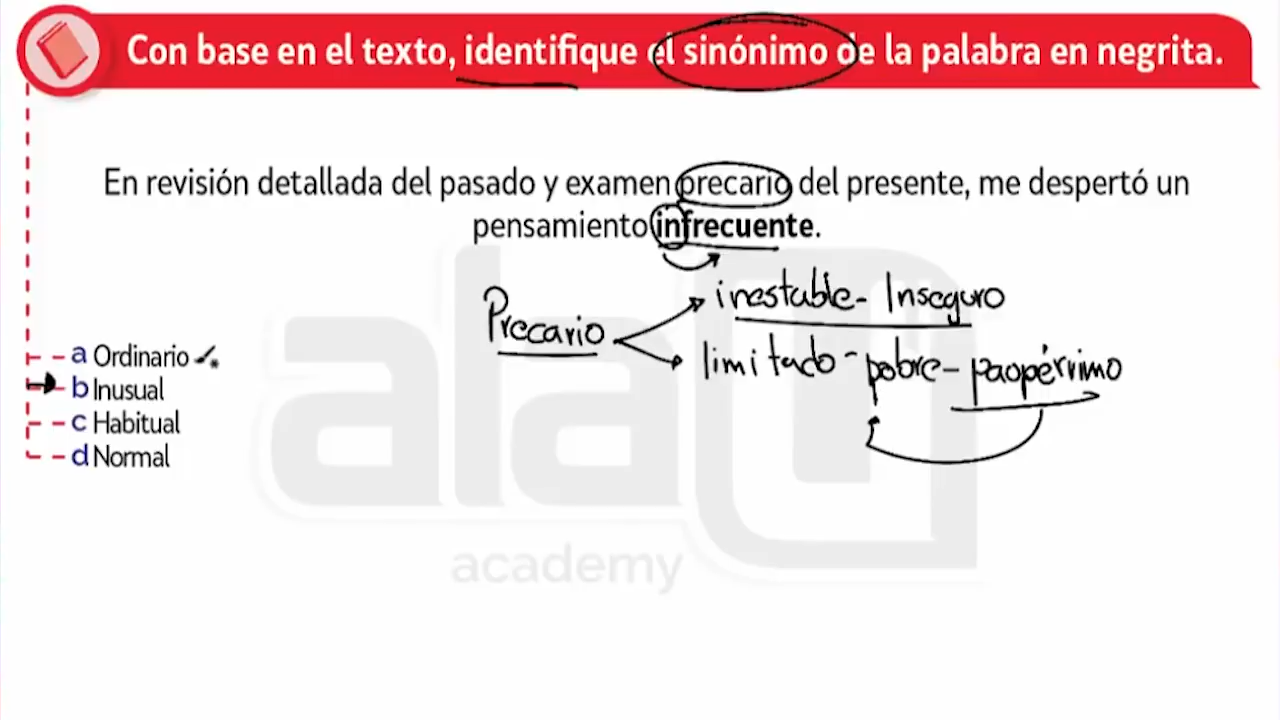 Con base en el texto, identifique el sinónimo de la palabra en negrita.
En revisión detallada del pasado y examen precario del presente, me despertó un
pensamiento infrecuente.
Precario
inestable- Inseguro
limitado - pobre - paopérrimo
a Ordinario
b Inusual
c Habitual
d Normal
alau
academy